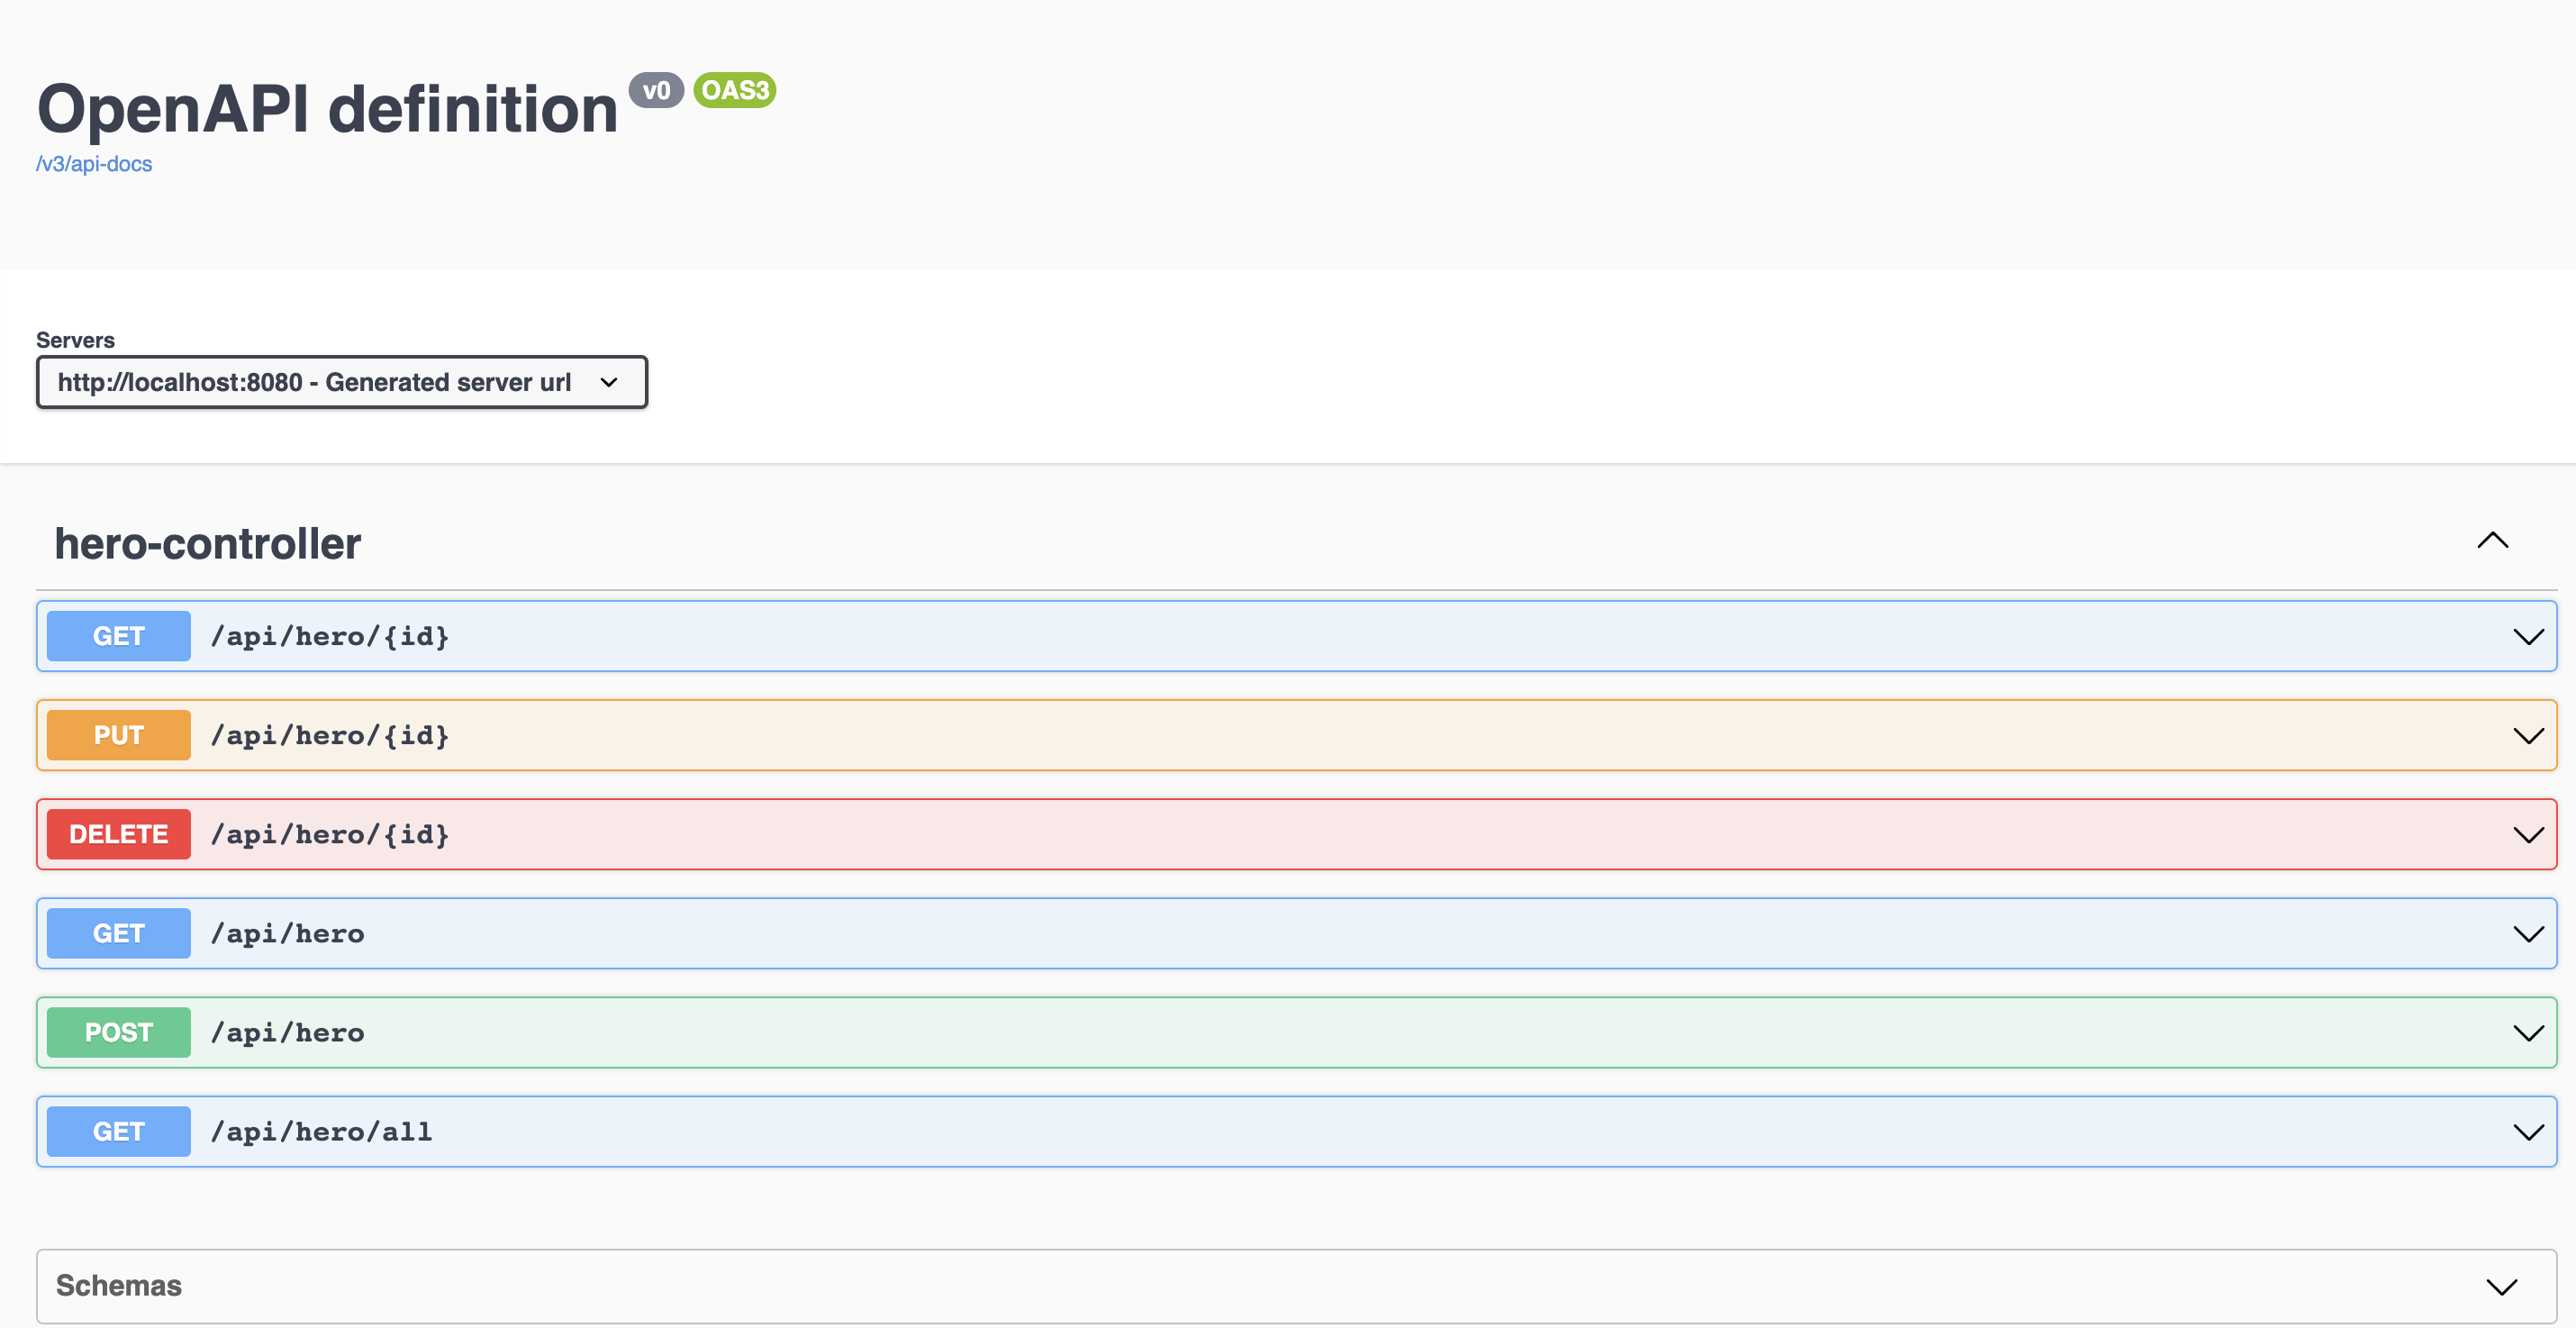 OpenAPI definition v0 OAS3
/v3/api-docs
Servers
http://localhost:8080 - Generated server url
hero-controller
GET /api/hero/{id}
PUT /api/hero/{id}
DELETE /api/hero/{id}
GET /api/hero
POST /api/hero
GET /api/hero/all
Schemas